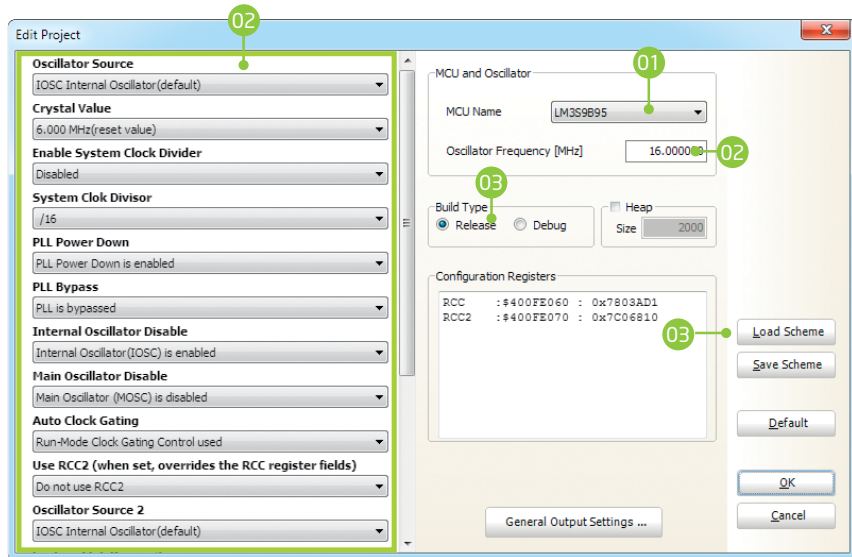 02
Edit Project
Oscillator Source
IOSC Internal Oscillator(default)
Crystal Value
6.000 MHz(reset value)
Enable System Clock Divider
Disabled
System Clok Divisor
/16
PLL Power Down
PLL Power Down is enabled
PLL Bypass
PLL is bypassed
Internal Oscillator Disable
Internal Oscillator(IOSC) is enabled
Main Oscillator Disable
Main Oscillator (MOSC) is disabled
Auto Clock Gating
Run-Mode Clock Gating Control used
Use RCC2 (when set, overrides the RCC register fields)
Do not use RCC2
Oscillator Source 2
IOSC Internal Oscillator(default)
MCU and Oscillator
01
MCU Name
LM3S9B95
Oscillator Frequency [MHz]
16.000000
02
03
Build Type
Release
Debug
Heap
Size
2000
Configuration Registers
RCC :$400FE060 : 0x7803AD1
RCC2 :$400FE070 : 0x7C06810
03
General Output Settings ...
Load Scheme
Save Scheme
Default
OK
Cancel